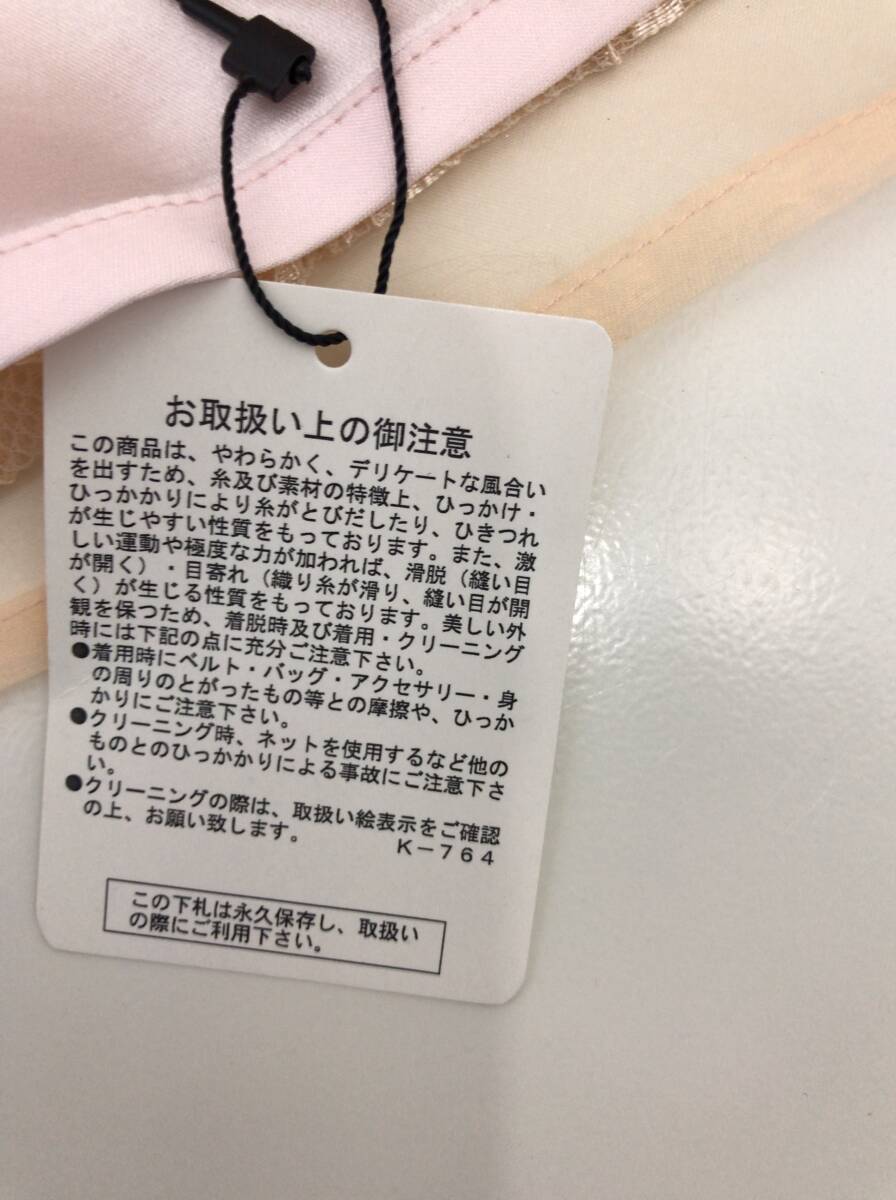 お取扱い上の御注意
この商品は、やわらかく、デリケートな風合い
を出すため、糸及び素材の特徴上、ひっかけ・
ひっかかりにより糸がとびだしたり、ひきつれ
が生じやすい性質をもっております。また、激
しい運動や極度な力が加われば、滑脱（縫い目
が開く）・目寄れ（織り糸が滑り、縫い目が開
く）が生じる性質をもっております。美しい外
観を保つため、着脱時及び着用・クリーニング
時には下記の点に充分ご注意下さい。
●着用時にベルト・バッグ・アクセサリー・身
の周りのとがったもの等との摩擦や、ひっか
かりにご注意下さい。
●クリーニング時、ネットを使用するなど他の
ものとのひっかかりによる事故にご注意下さ
い。
●クリーニングの際は、取扱い絵表示をご確認
の上、お願い致します。
K－764
この下札は永久保存し、取扱い
の際にご利用下さい。